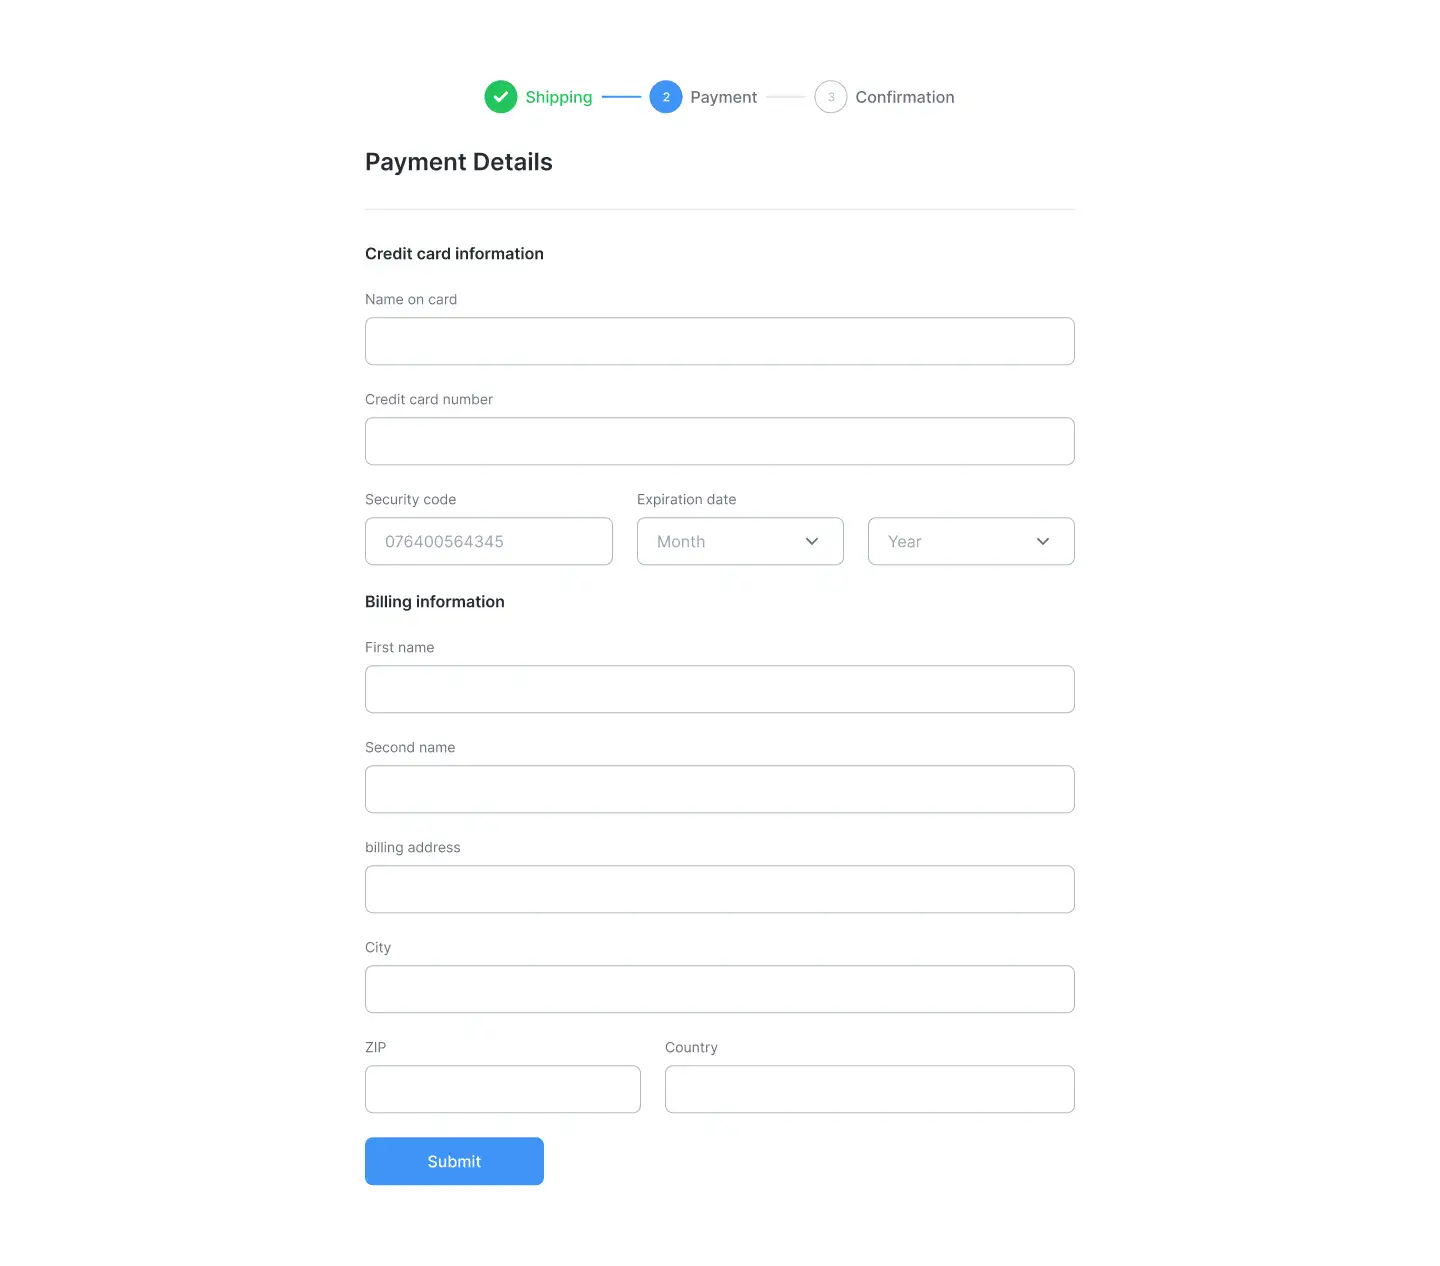 Shipping 2 Payment 3 Confirmation
Payment Details
Credit card information
Name on card
Credit card number
Security code Expiration date
076400564345 Month Year
Billing information
First name
Second name
billing address
City
ZIP Country
Submit